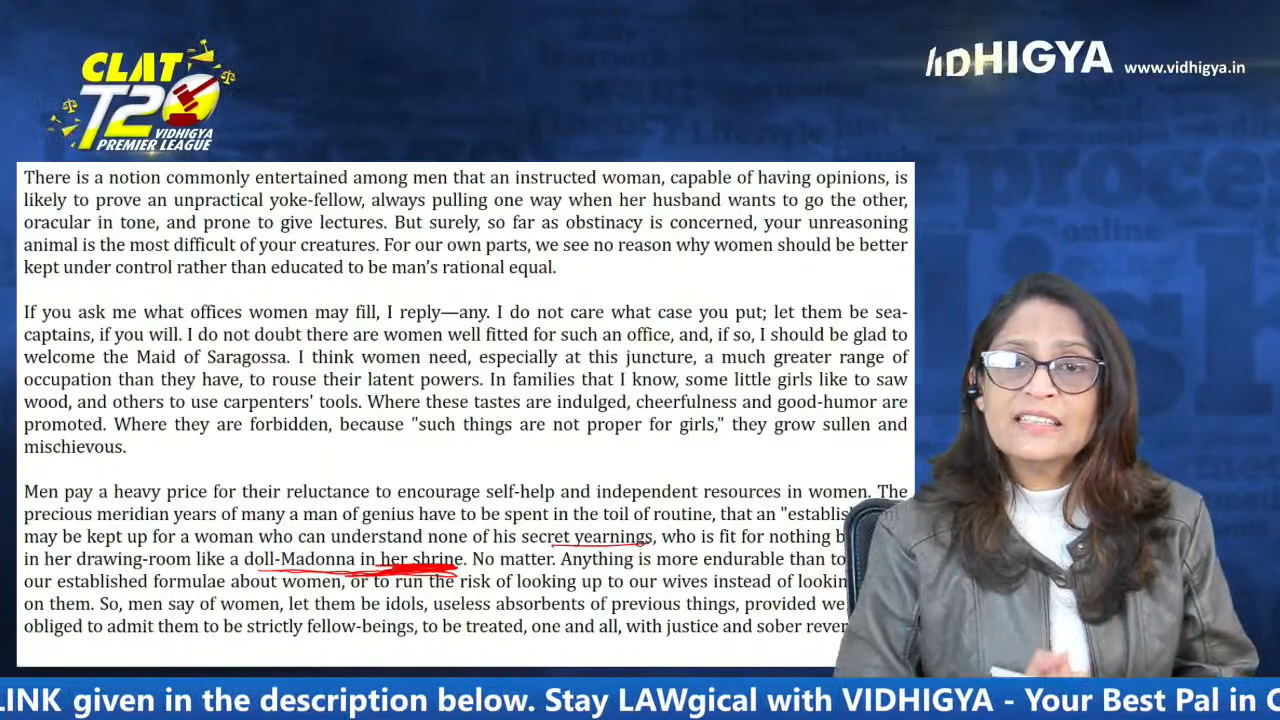 CLAT
T20
VIDHIGYA
PREMIER LEAGUE
DHIGYA www.vidhigya.in
There is a notion commonly entertained among men that an instructed woman, capable of having opinions, is
likely to prove an unpractical yoke-fellow, always pulling one way when her husband wants to go the other,
oracular in tone, and prone to give lectures. But surely, so far as obstinacy is concerned, your unreasoning
animal is the most difficult of your creatures. For our own parts, we see no reason why women should be better
kept under control rather than educated to be man's rational equal.
If you ask me what offices women may fill, I reply—any. I do not care what case you put; let them be sea-
captains, if you will. I do not doubt there are women well fitted for such an office, and, if so, I should be glad to
welcome the Maid of Saragossa. I think women need, especially at this juncture, a much greater range of
occupation than they have, to rouse their latent powers. In families that I know, some little girls like to saw
wood, and others to use carpenters' tools. Where these tastes are indulged, cheerfulness and good-humor are
promoted. Where they are forbidden, because "such things are not proper for girls," they grow sullen and
mischievous.
Men pay a heavy price for their reluctance to encourage self-help and independent resources in women. The
precious meridian years of many a man of genius have to be spent in the toil of routine, that an
may be kept up for a woman who can understand none of his secret yearnings, who is fit for nothing
in her drawing-room like a doll-Madonna in her shrine. No matter. Anything is more endurable than to
our established formulae about women, or to run the risk of looking up to our wives instead of
on them. So, men say of women, let them be idols, useless absorbents of previous things, provided we
obliged to admit them to be strictly fellow-beings, to be treated, one and all, with justice and sober
LINK given in the description below. Stay LAWgical with VIDHIGYA - Your Best Pal in
process
online